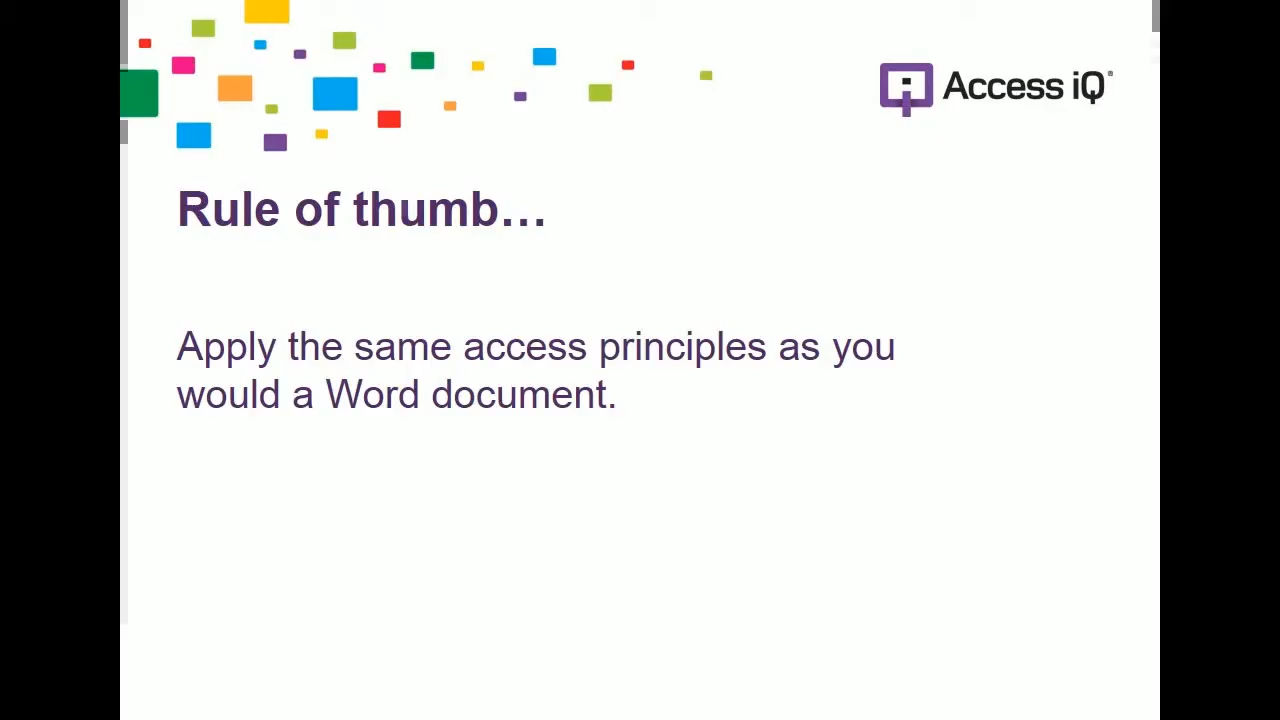 Access iQ®
Rule of thumb…
Apply the same access principles as you
would a Word document.